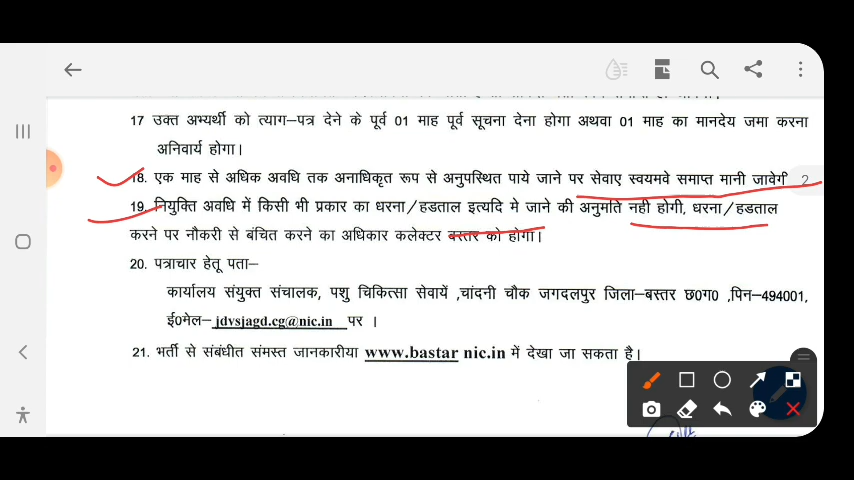 17 उक्त अभ्यर्थी को त्याग–पत्र देने के पूर्व 01 माह पूर्व सूचना देना होगा अथवा 01 माह का मानदेय जमा करना
अनिवार्य होगा।
18. एक माह से अधिक अवधि तक अनाधिकृत रूप से अनुपस्थित पाये जाने पर सेवाए स्वयमवे समाप्त मानी जावेगी
2
19. नियुक्ति अवधि में किसी भी प्रकार का धरना/हडताल इत्यदि मे जाने की अनुमति नही होगी, धरना/हडताल
करने पर नौकरी से बंचित करने का अधिकार कलेक्टर बस्तर को होगा।
20. पत्राचार हेतू पता–
कार्यालय संयुक्त संचालक, पशु चिकित्सा सेवायें ,चांदनी चौक जगदलपुर जिला–बस्तर छ0ग0 ,पिन–494001,
ई0मेल–jdvsjagd.cg@nic.in पर ।
21. भर्ती से संबंधीत संमस्त जानकारीया www.bastar nic.in में देखा जा सकता है।